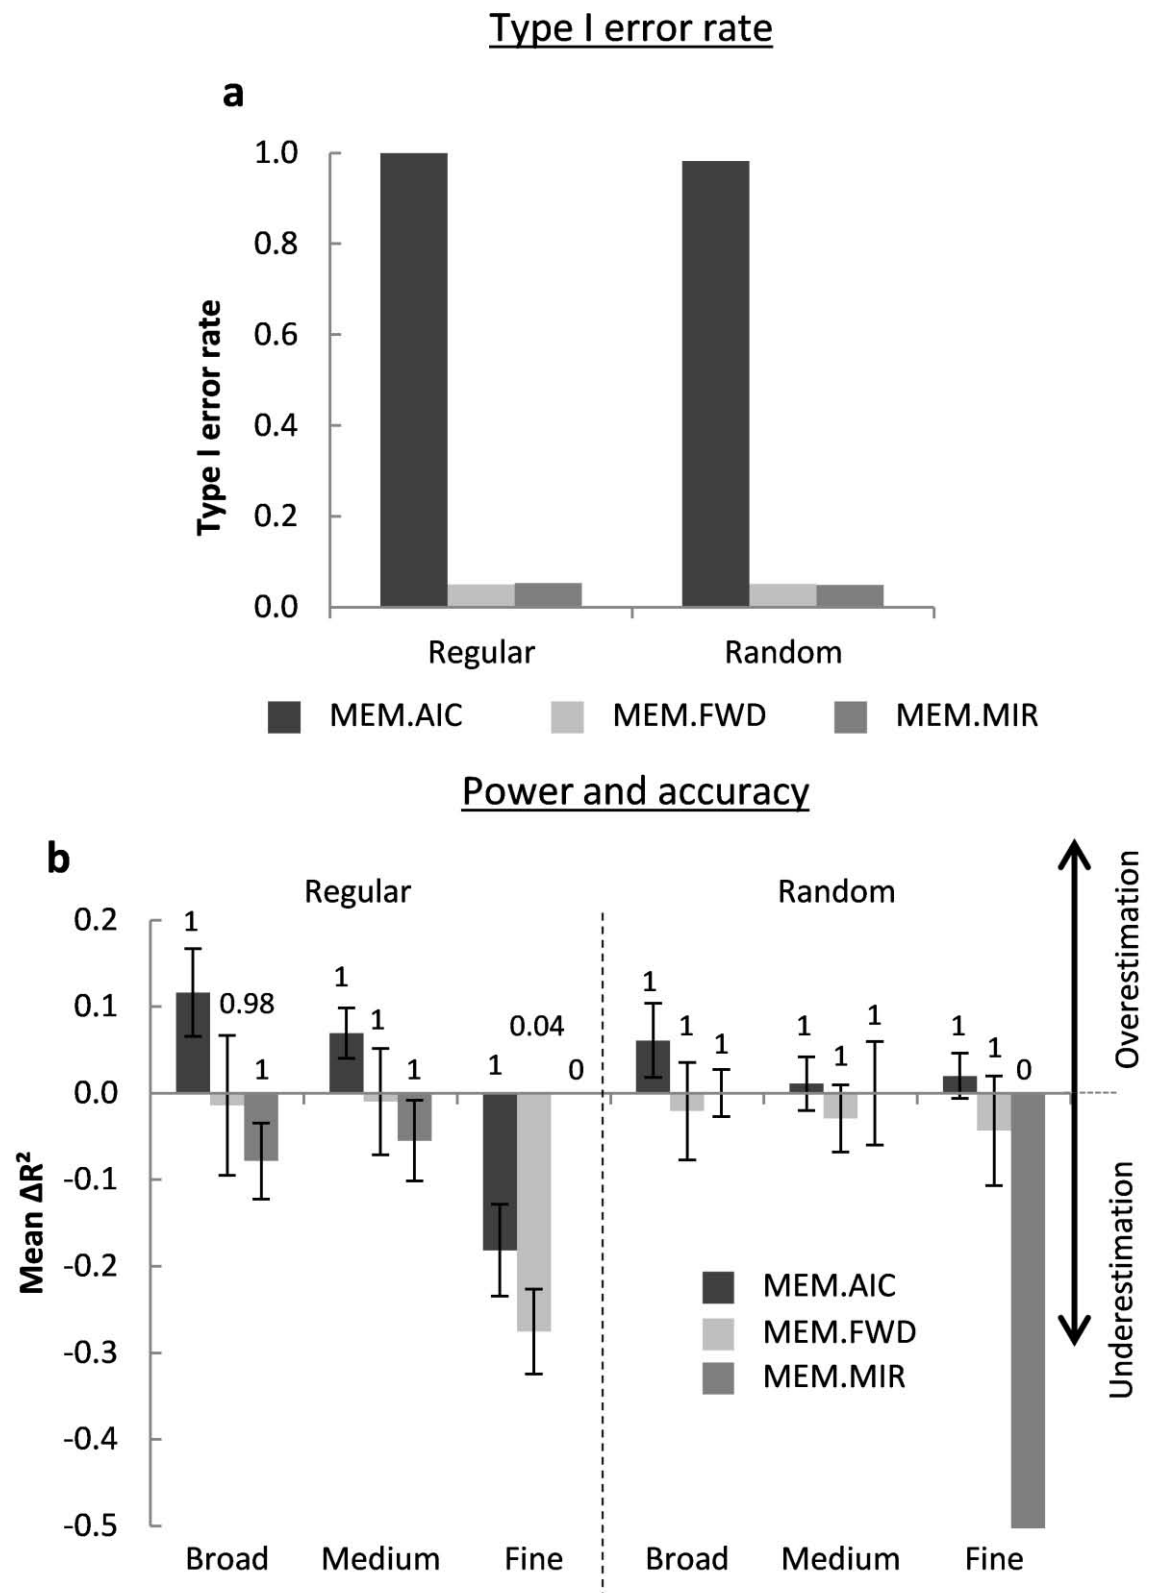 Type I error rate
a
1.0
0.8
0.6
0.4
0.2
0.0
Type I error rate
Regular Random
MEM.AIC MEM.FWD MEM.MIR
Power and accuracy
b
Regular Random
0.2
0.1
0.0
-0.1
-0.2
-0.3
-0.4
-0.5
Mean ΔR²
1 0.98 1
1 1 1
1 0.04 0
1 1 1
1 1 1
1 1 0
MEM.AIC
MEM.FWD
MEM.MIR
Broad Medium Fine Broad Medium Fine
Overestimation
Underestimation